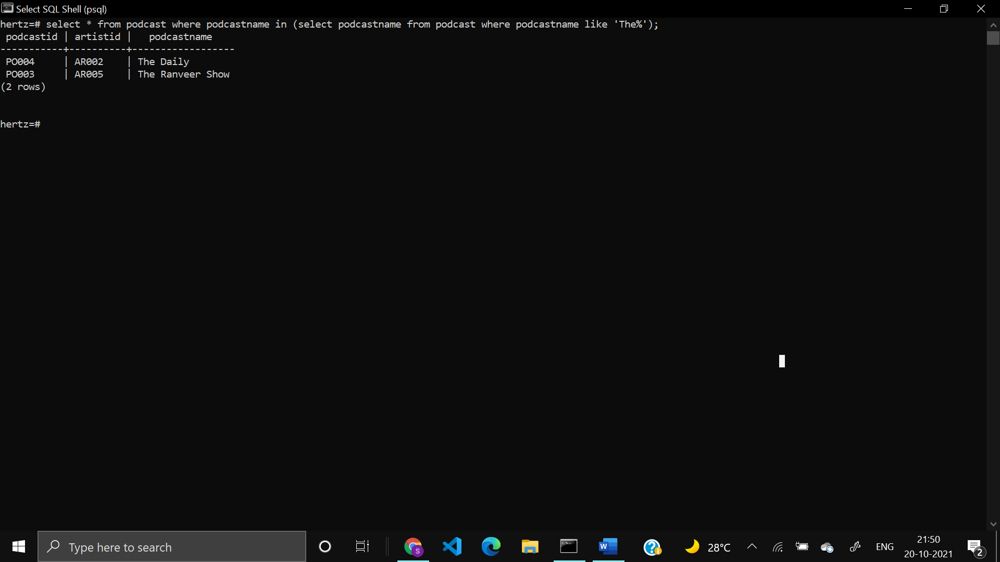 Select SQL Shell (psql)
hertz=# select * from podcast where podcastname in (select podcastname from podcast where podcastname like 'The%');
 podcastid | artistid |   podcastname
-----------+----------+------------------
 PO004     | AR002    | The Daily
 PO003     | AR005    | The Ranveer Show
(2 rows)
hertz=#
Type here to search
S
C:\_
W
28°C
ENG
21:50
20-10-2021
2